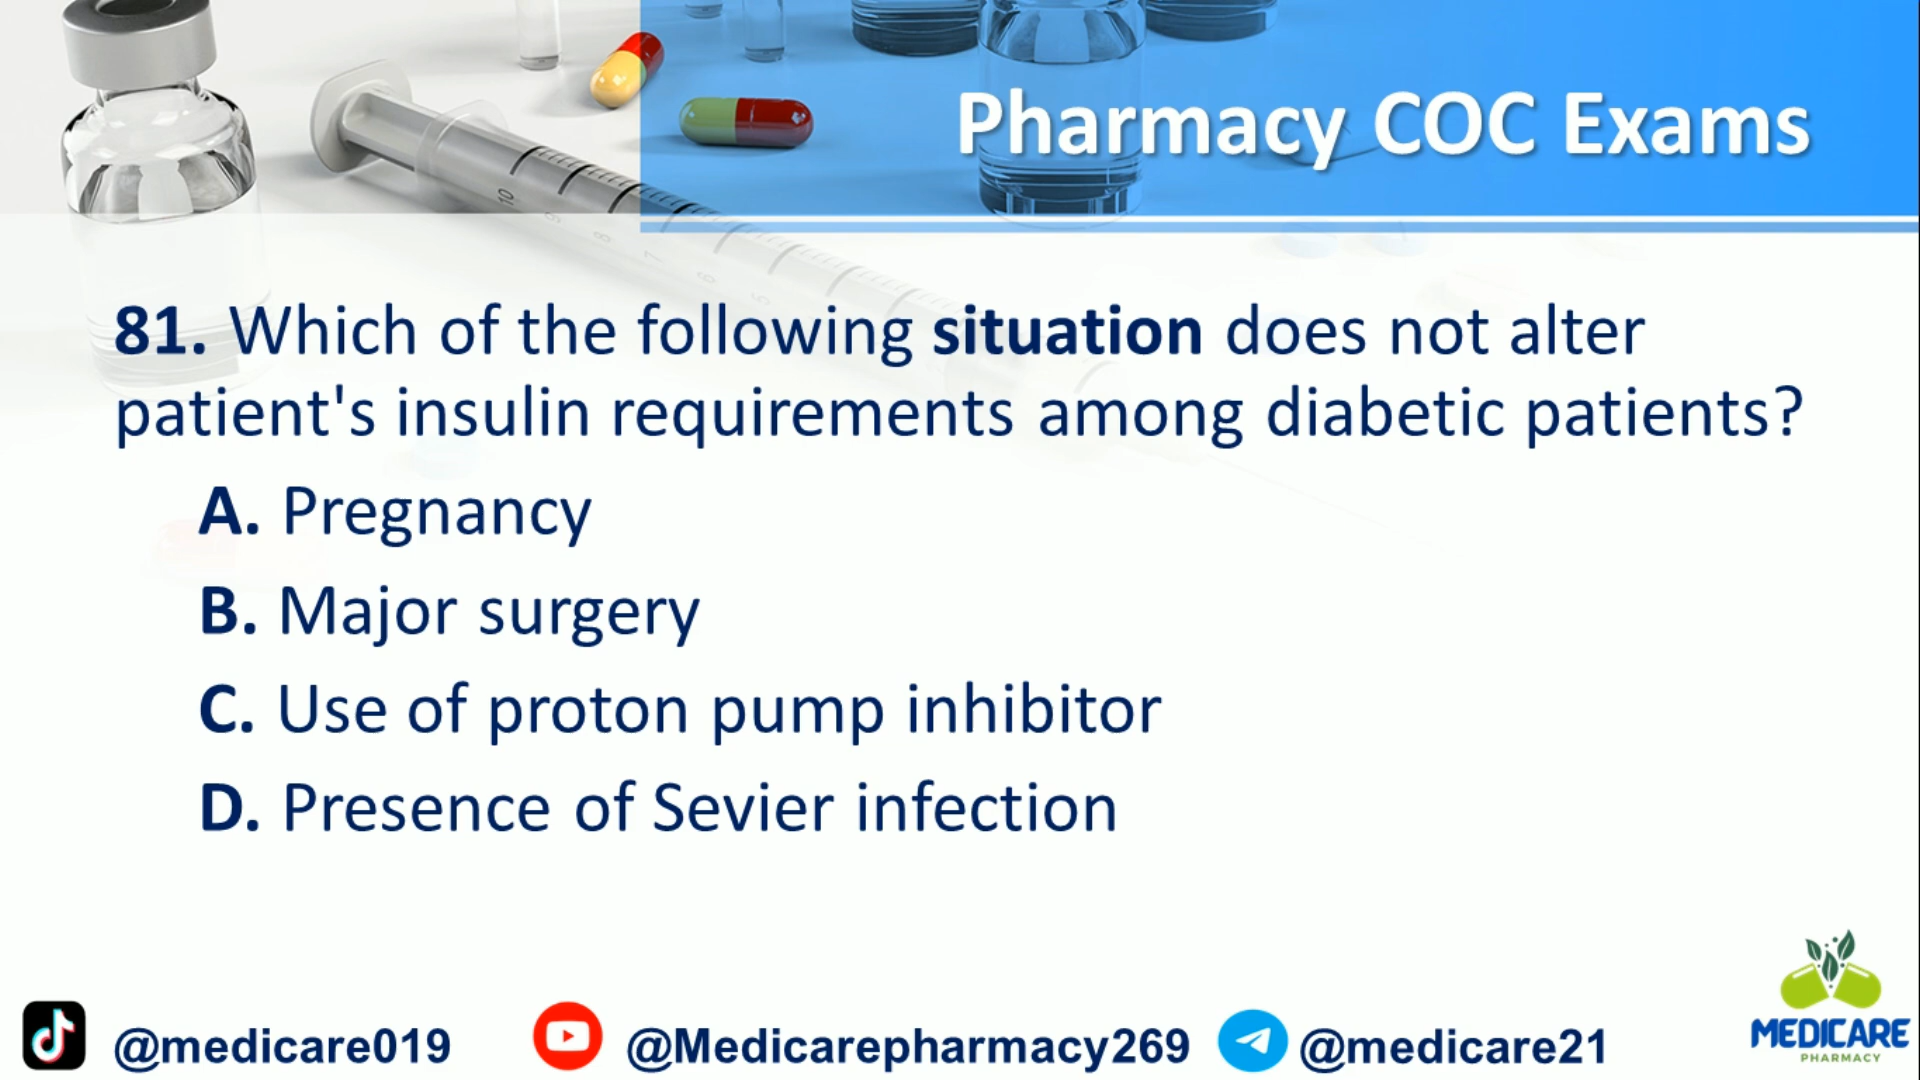 Pharmacy COC Exams
81. Which of the following situation does not alter
patient's insulin requirements among diabetic patients?
A. Pregnancy
B. Major surgery
C. Use of proton pump inhibitor
D. Presence of Sevier infection
@medicare019
@Medicarepharmacy269
@medicare21
MEDICARE
PHARMACY